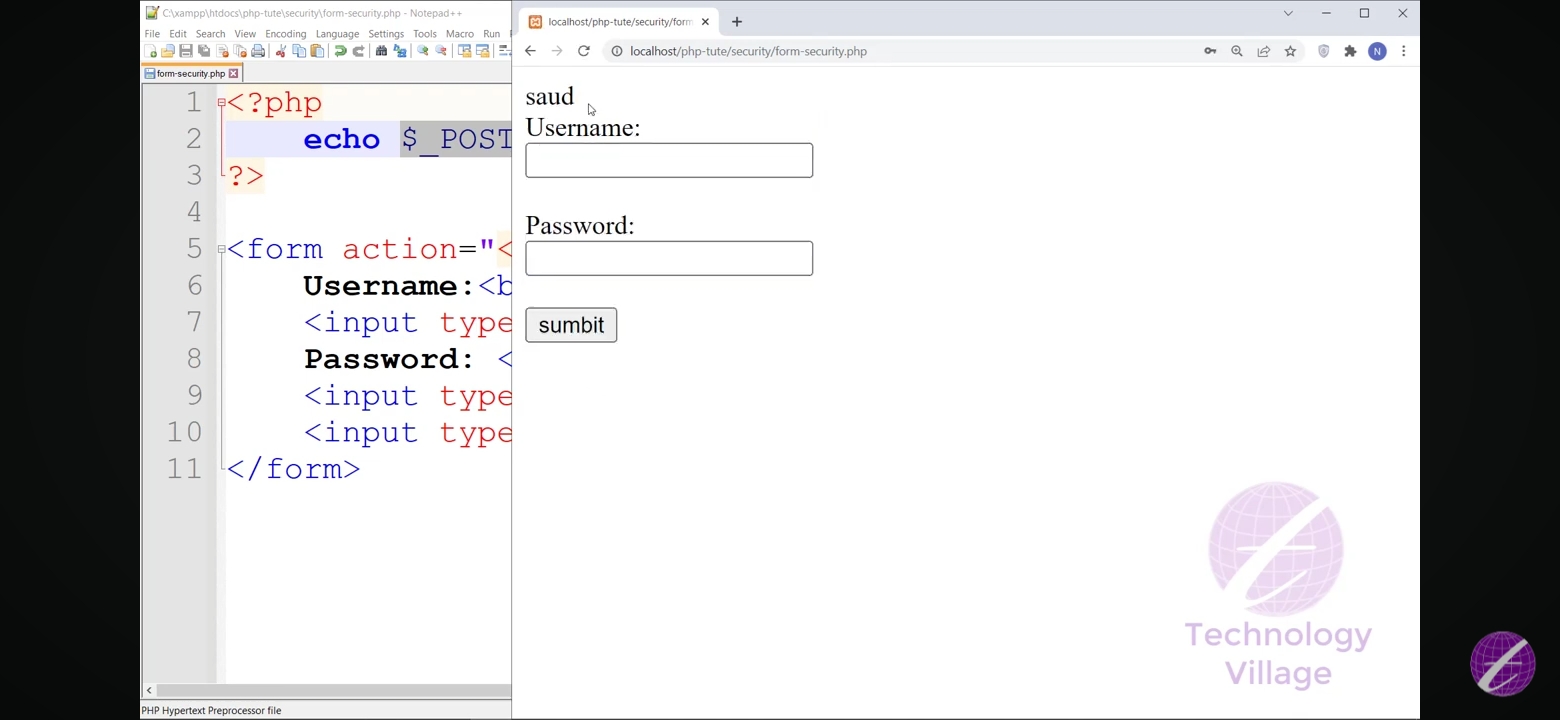 C:\xampp\htdocs\php-tute\security\form-security.php - Notepad++
File Edit Search View Encoding Language Settings Tools Macro Run
form-security.php
1 <?php
2 echo $_POST
3 ?>
4
5 <form action="<
6 Username:<b
7 <input type
8 Password: <
9 <input type
10 <input type
11 </form>
PHP Hypertext Preprocessor file
localhost/php-tute/security/form
localhost/php-tute/security/form-security.php
N
saud
Username:
Password:
sumbit
Technology
Village